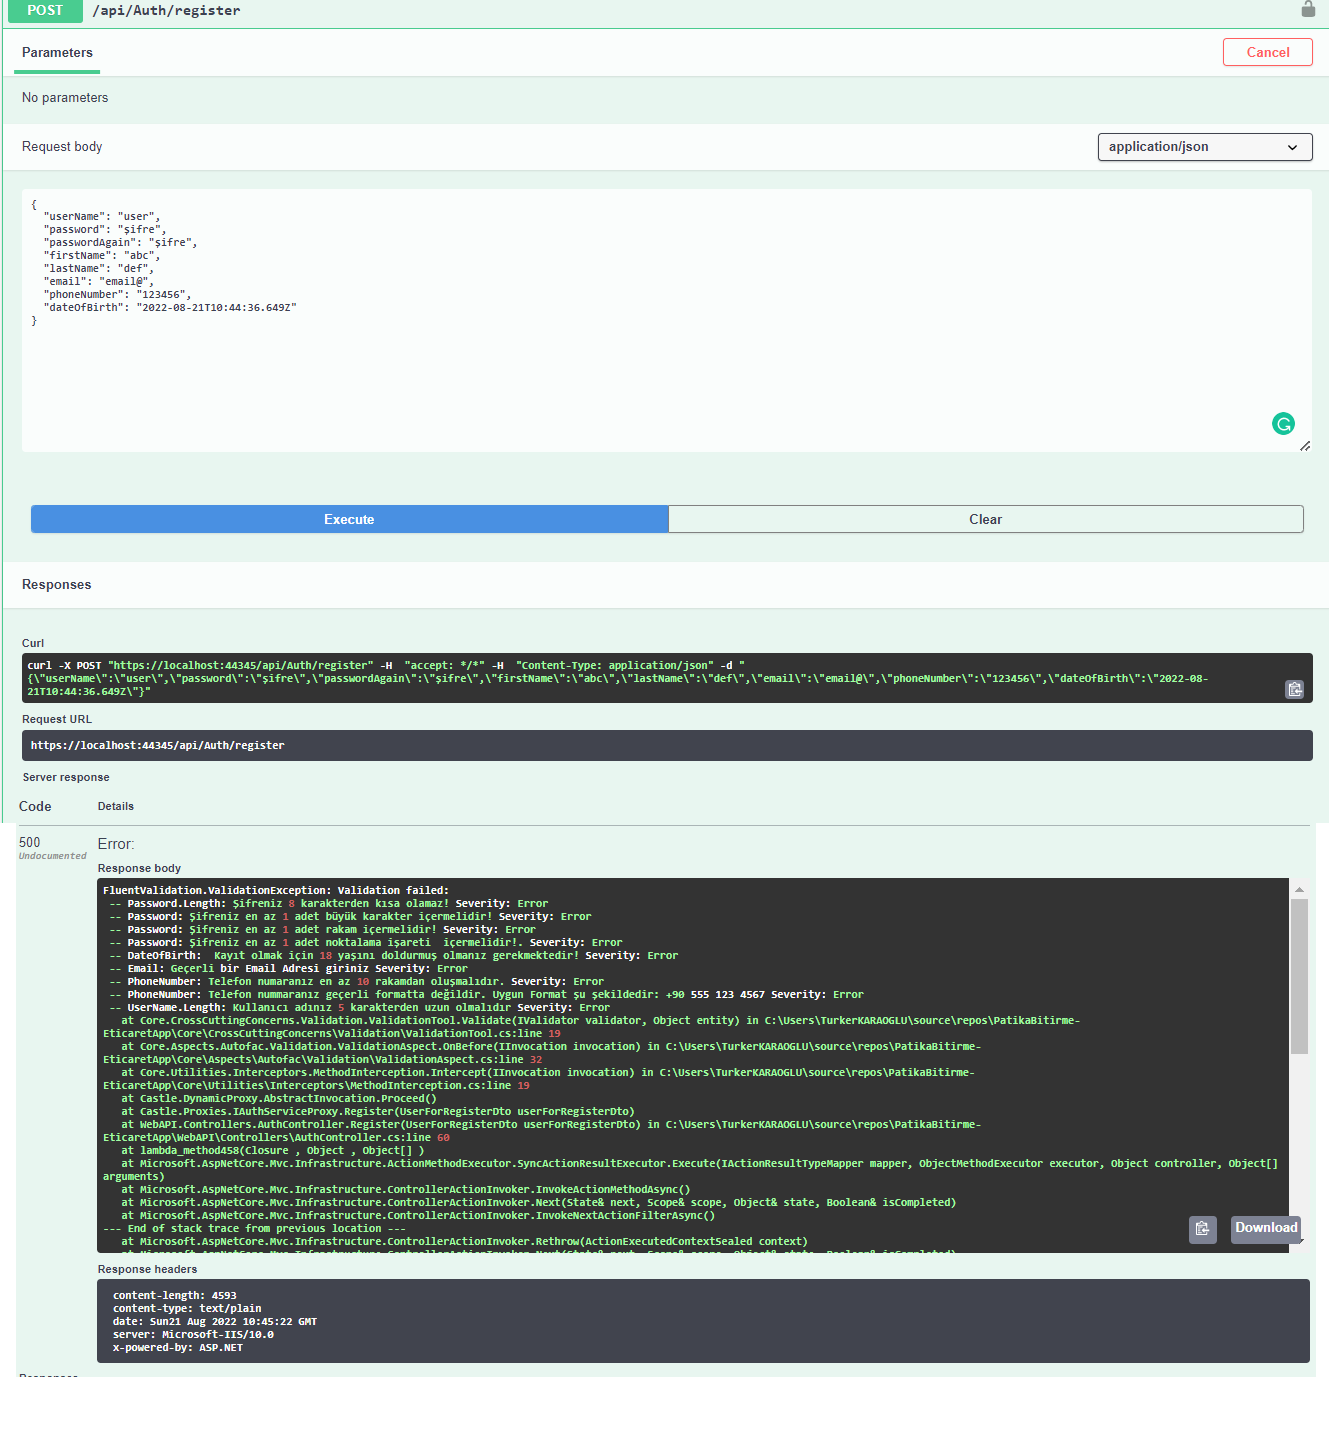 POST /api/Auth/register
Parameters
Cancel
No parameters
Request body
application/json
{
"userName": "user",
"password": "şifre",
"passwordAgain": "şifre",
"firstName": "abc",
"lastName": "def",
"email": "email@",
"phoneNumber": "123456",
"dateOfBirth": "2022-08-21T10:44:36.649Z"
}
Execute
Clear
Responses
Curl
curl -X POST "https://localhost:44345/api/Auth/register" -H  "accept: */*" -H  "Content-Type: application/json" -d "
{\"userName\":\"user\",\"password\":\"şifre\",\"passwordAgain\":\"şifre\",\"firstName\":\"abc\",\"lastName\":\"def\",\"email\":\"email@\",\"phoneNumber\":\"123456\",\"dateOfBirth\":\"2022-08-
21T10:44:36.649Z\"}"
Request URL
https://localhost:44345/api/Auth/register
Server response
Code
Details
500
Undocumented
Error:
Response body
FluentValidation.ValidationException: Validation failed:
-- Password.Length: Şifreniz 8 karakterden kısa olamaz! Severity: Error
-- Password: Şifreniz en az 1 adet büyük karakter içermelidir! Severity: Error
-- Password: Şifreniz en az 1 adet rakam içermelidir! Severity: Error
-- Password: Şifreniz en az 1 adet noktalama işareti  içermelidir!. Severity: Error
-- DateOfBirth:  Kayıt olmak için 18 yaşını doldurmuş olmanız gerekmektedir! Severity: Error
-- Email: Geçerli bir Email Adresi giriniz Severity: Error
-- PhoneNumber: Telefon numaranız en az 10 rakamdan oluşmalıdır. Severity: Error
-- PhoneNumber: Telefon nummaranız geçerli formatta değildir. Uygun Format şu şekildedir: +90 555 123 4567 Severity: Error
-- UserName.Length: Kullanıcı adınız 5 karakterden uzun olmalıdır Severity: Error
at Core.CrossCuttingConcerns.Validation.ValidationTool.Validate(IValidator validator, Object entity) in C:\Users\TurkerKARAOGLU\source\repos\PatikaBitirme-
EticaretApp\Core\CrossCuttingConcerns\Validation\ValidationTool.cs:line 19
at Core.Aspects.Autofac.Validation.ValidationAspect.OnBefore(IInvocation invocation) in C:\Users\TurkerKARAOGLU\source\repos\PatikaBitirme-
EticaretApp\Core\Aspects\Autofac\Validation\ValidationAspect.cs:line 32
at Core.Utilities.Interceptors.MethodInterception.Intercept(IInvocation invocation) in C:\Users\TurkerKARAOGLU\source\repos\PatikaBitirme-
EticaretApp\Core\Utilities\Interceptors\MethodInterception.cs:line 19
at Castle.DynamicProxy.AbstractInvocation.Proceed()
at Castle.Proxies.IAuthServiceProxy.Register(UserForRegisterDto userForRegisterDto)
at WebAPI.Controllers.AuthController.Register(UserForRegisterDto userForRegisterDto) in C:\Users\TurkerKARAOGLU\source\repos\PatikaBitirme-
EticaretApp\WebAPI\Controllers\AuthController.cs:line 60
at lambda_method458(Closure , Object , Object[] )
at Microsoft.AspNetCore.Mvc.Infrastructure.ActionMethodExecutor.SyncActionResultExecutor.Execute(IActionResultTypeMapper mapper, ObjectMethodExecutor executor, Object controller, Object[]
arguments)
at Microsoft.AspNetCore.Mvc.Infrastructure.ControllerActionInvoker.InvokeActionMethodAsync()
at Microsoft.AspNetCore.Mvc.Infrastructure.ControllerActionInvoker.Next(State& next, Scope& scope, Object& state, Boolean& isCompleted)
at Microsoft.AspNetCore.Mvc.Infrastructure.ControllerActionInvoker.InvokeNextActionFilterAsync()
--- End of stack trace from previous location ---
at Microsoft.AspNetCore.Mvc.Infrastructure.ControllerActionInvoker.Rethrow(ActionExecutedContextSealed context)
at Microsoft.AspNetCore.Mvc.Infrastructure.ControllerActionInvoker.Next(State& next, Scope& scope, Object& state, Boolean& isCompleted)
Download
Response headers
content-length: 4593
content-type: text/plain
date: Sun21 Aug 2022 10:45:22 GMT
server: Microsoft-IIS/10.0
x-powered-by: ASP.NET
Responses